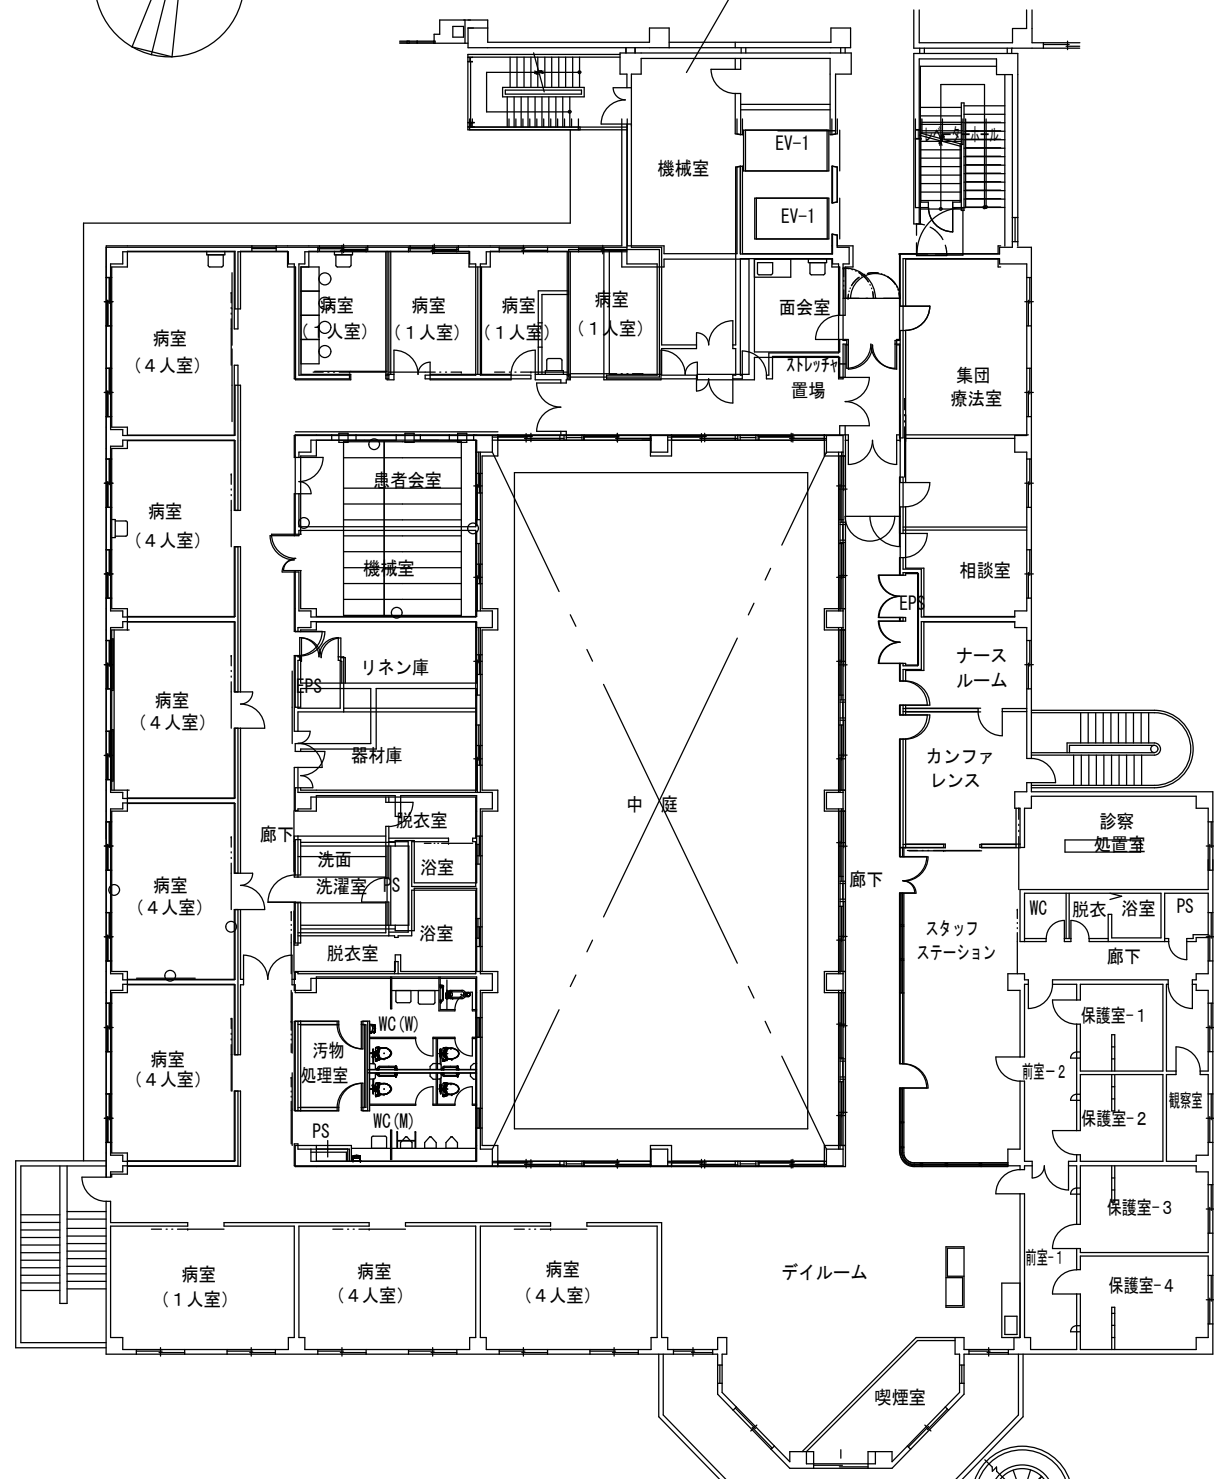 機械室
EV-1
EV-1
面会室
ストレッチャー
置場
病室
(1人室)
病室
(1人室)
病室
(1人室)
病室
(1人室)
病室
(4人室)
集団
療法室
患者会室
機械室
病室
(4人室)
相談室
EPS
ナース
ルーム
リネン庫
EPS
病室
(4人室)
器材庫
カンファ
レンス
中 庭
廊下
脱衣室
洗面
洗濯室
PS
浴室
浴室
脱衣室
病室
(4人室)
廊下
診察
処置室
WC
脱衣
浴室
PS
スタッフ
ステーション
廊下
WC(W)
汚物
処理室
WC(M)
PS
病室
(4人室)
保護室-1
前室-2
保護室-2
観察室
保護室-3
前室-1
保護室-4
病室
(1人室)
病室
(4人室)
病室
(4人室)
デイルーム
喫煙室